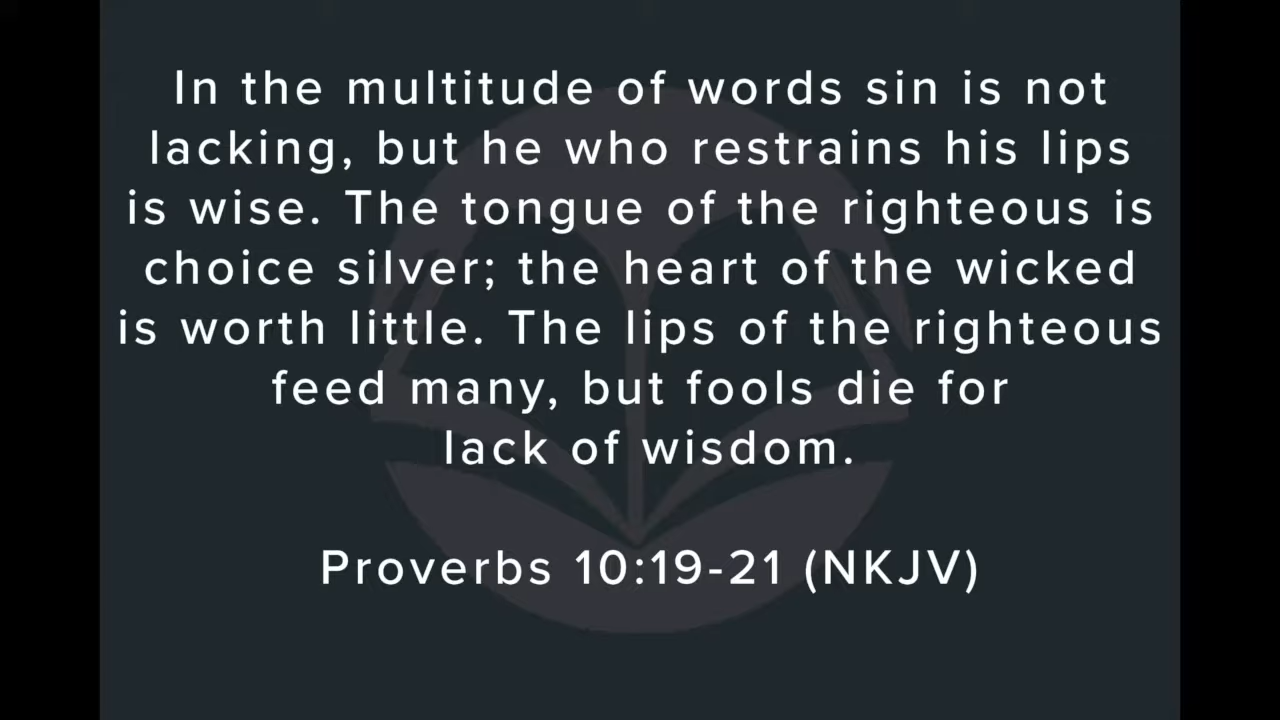 In the multitude of words sin is not
lacking, but he who restrains his lips
is wise. The tongue of the righteous is
choice silver; the heart of the wicked
is worth little. The lips of the righteous
feed many, but fools die for
lack of wisdom.
Proverbs 10:19-21 (NKJV)